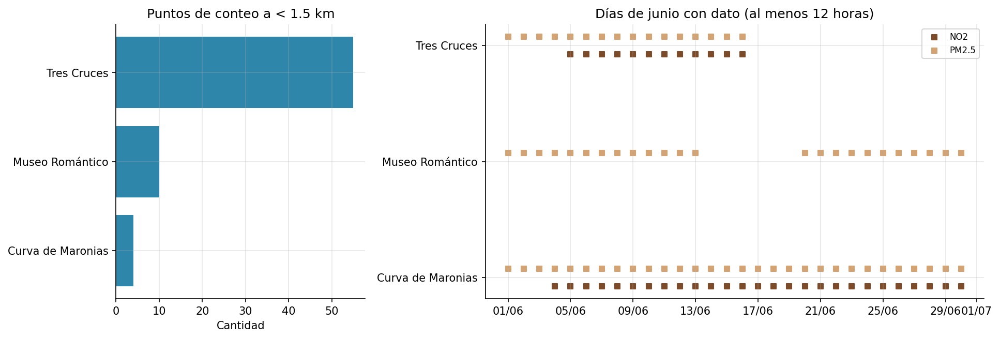 Puntos de conteo a < 1.5 km
Tres Cruces
Museo Romántico
Curva de Maronias
0 10 20 30 40 50
Cantidad
Días de junio con dato (al menos 12 horas)
NO2
PM2.5
Tres Cruces
Museo Romántico
Curva de Maronias
01/06 05/06 09/06 13/06 17/06 21/06 25/06 29/06 01/07